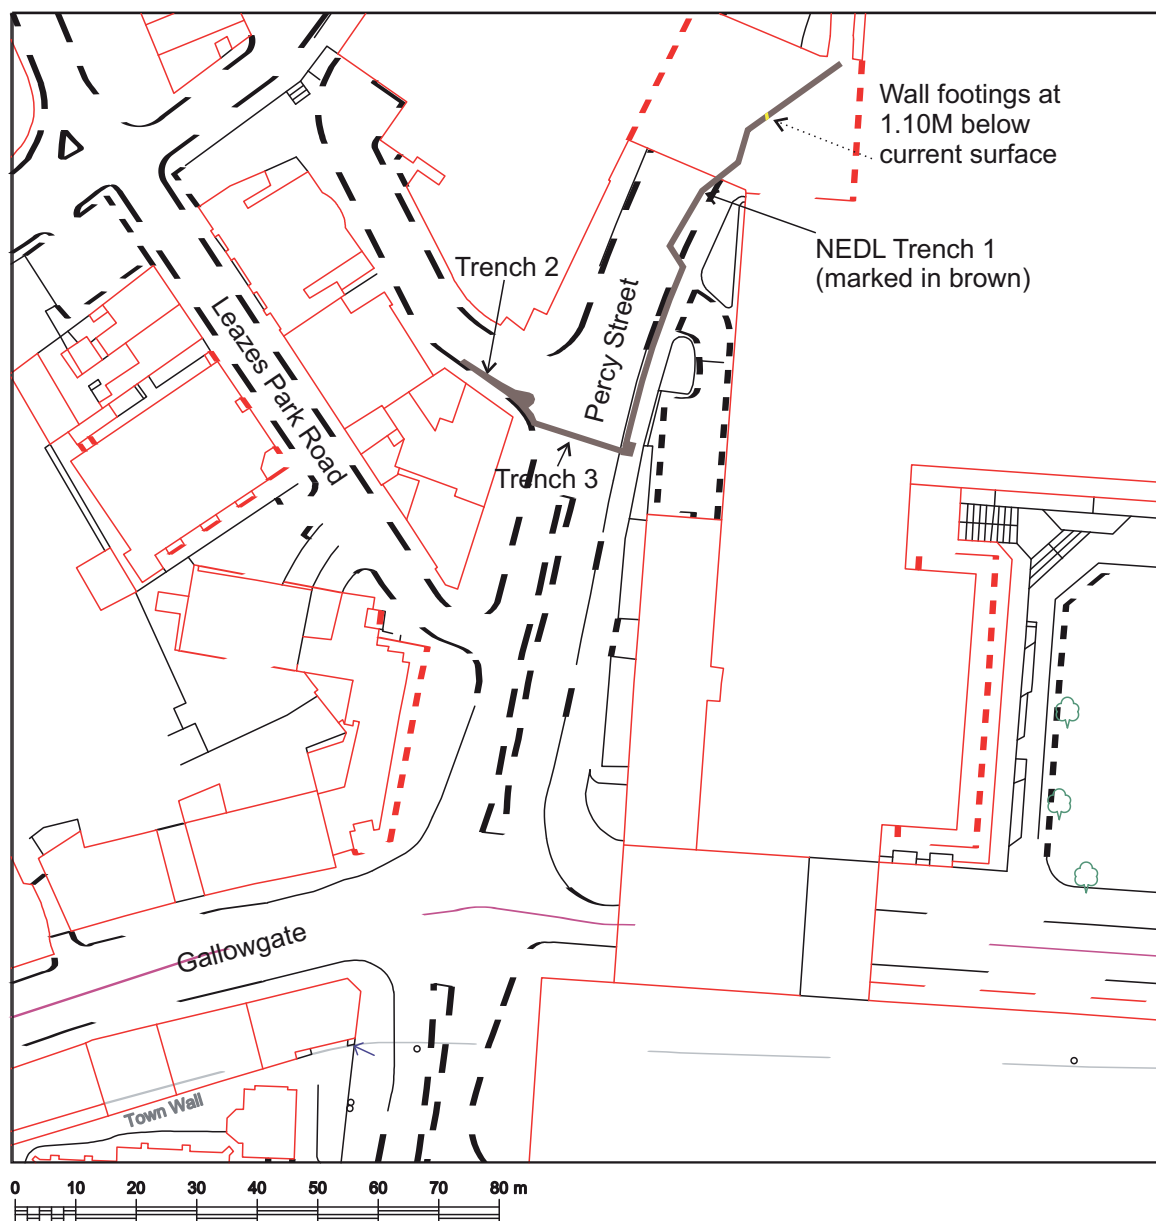 Wall footings at
1.10M below
current surface
NEDL Trench 1
(marked in brown)
Trench 2
Percy Street
Leazes Park Road
Trench 3
Gallowgate
Town Wall
0 10 20 30 40 50 60 70 80 m